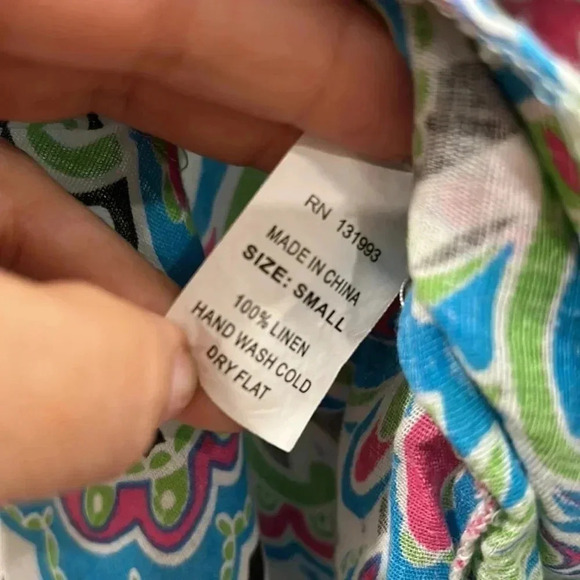 RN 131993
MADE IN CHINA
SIZE: SMALL
100% LINEN
HAND WASH COLD
DRY FLAT